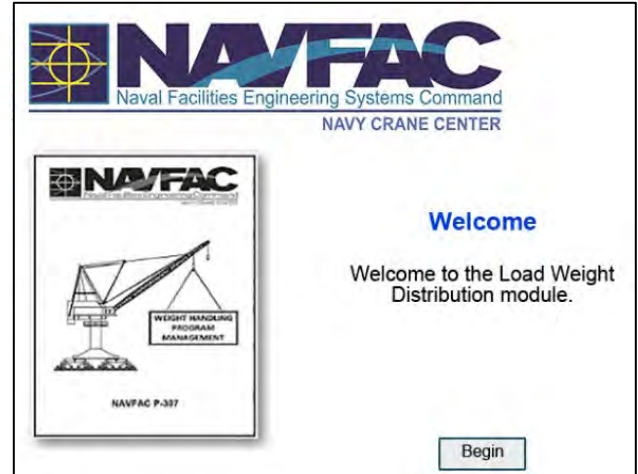 NAVFAC
Naval Facilities Engineering Systems Command
NAVY CRANE CENTER
NAVFAC
WEIGHT HANDLING
PROGRAM
MANAGEMENT
NAVFAC P-307
Welcome
Welcome to the Load Weight
Distribution module.
Begin